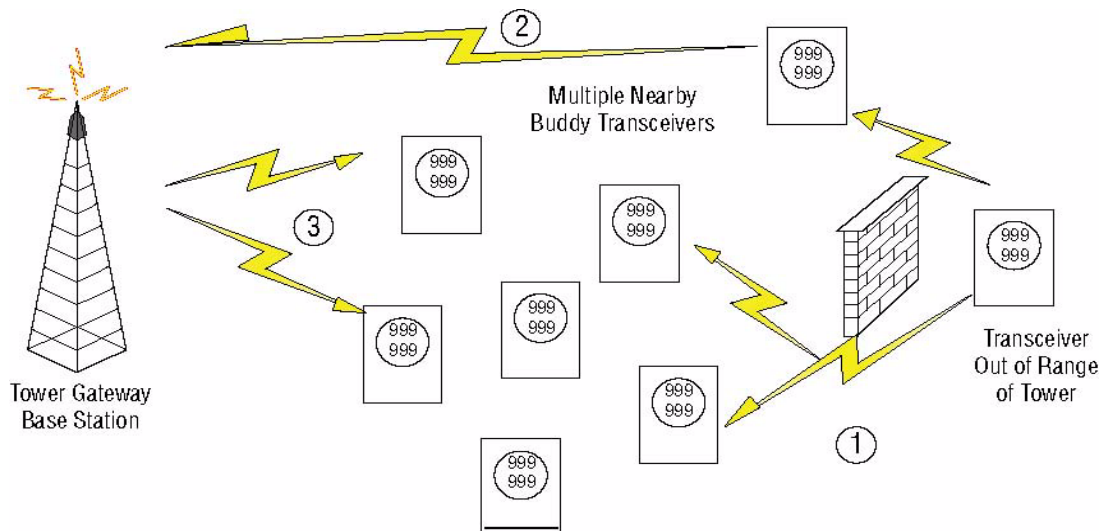 2
999
999
Multiple Nearby
Buddy Transceivers
999
999
3
999
999
999
999
999
999
999
999
Tower Gateway
Base Station
999
999
Transceiver
Out of Range
of Tower
1
999
999